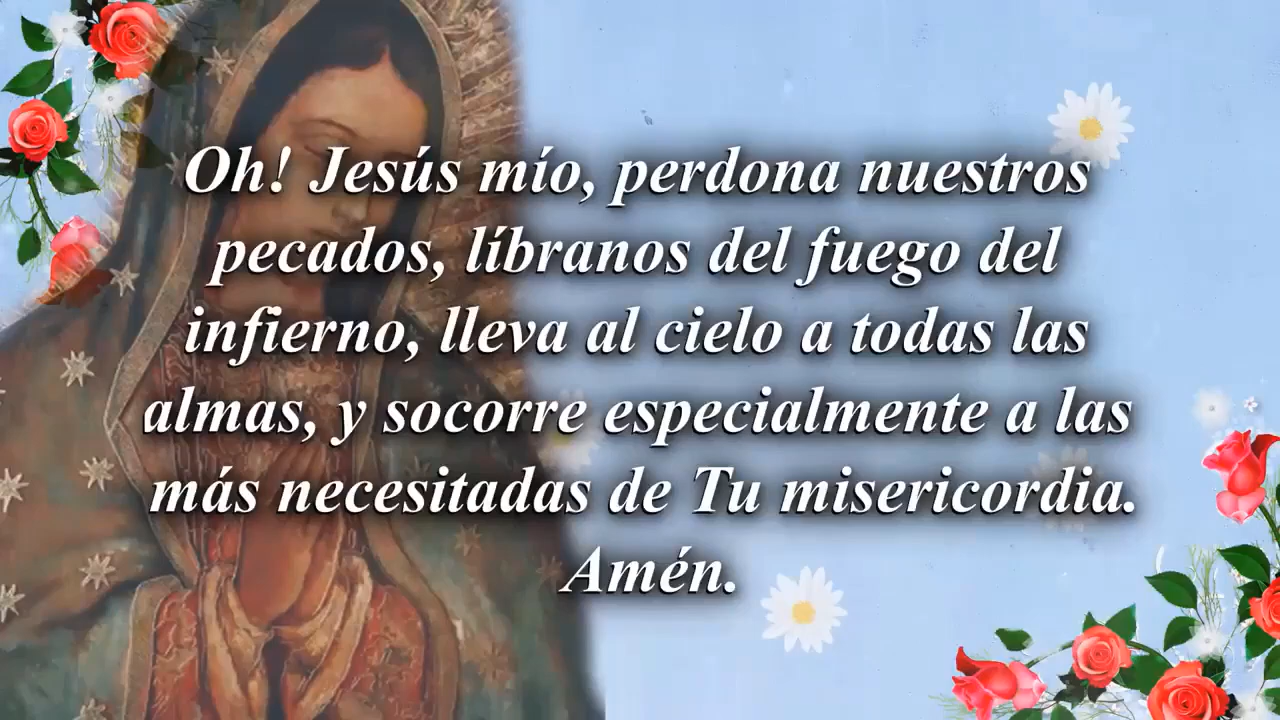 Oh! Jesús mío, perdona nuestros
pecados, líbranos del fuego del
infierno, lleva al cielo a todas las
almas, y socorre especialmente a las
más necesitadas de Tu misericordia.
Amén.